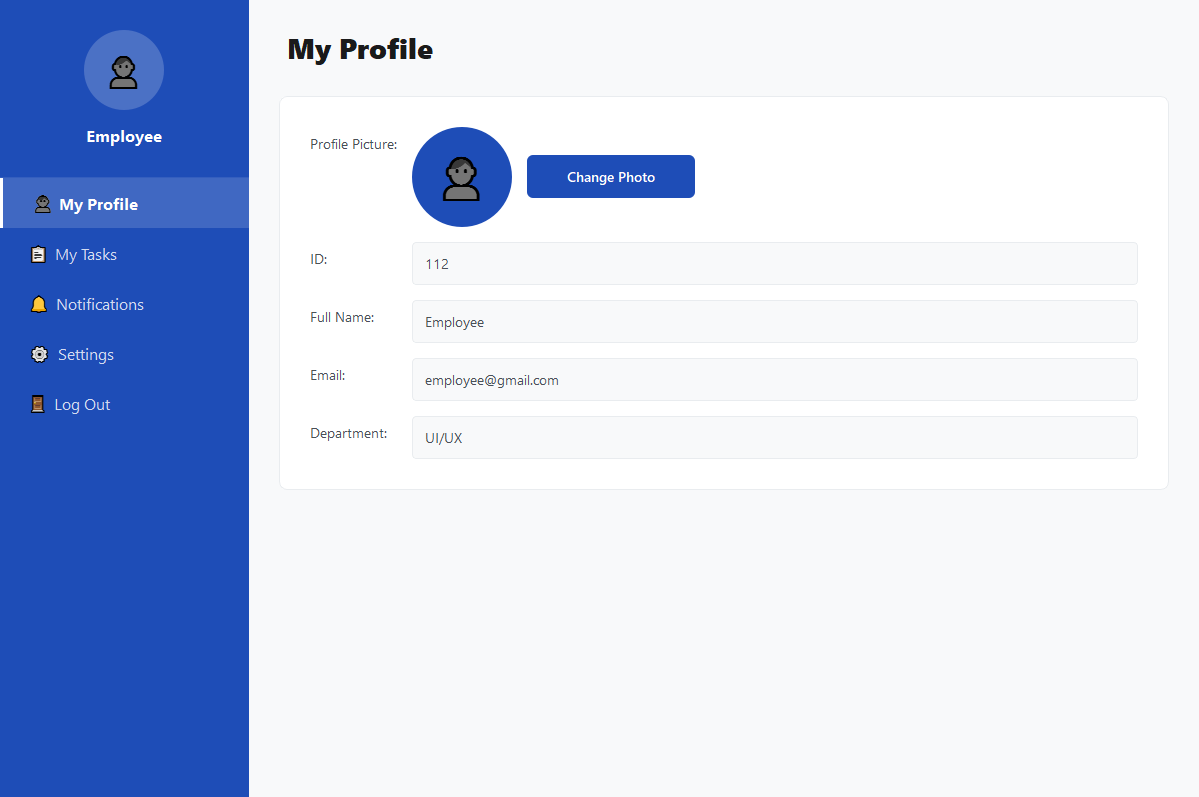 Employee
My Profile
My Tasks
Notifications
Settings
Log Out
My Profile
Profile Picture:
Change Photo
ID:
112
Full Name:
Employee
Email:
employee@gmail.com
Department:
UI/UX